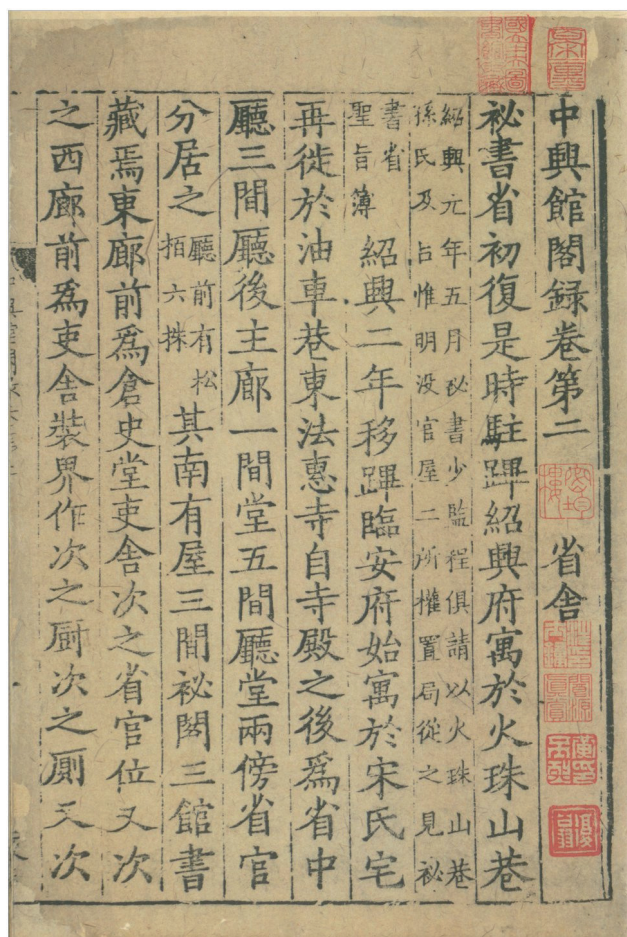 中興館閣録卷第二 省舍
祕書省初復是時駐蹕紹興府寓於火珠山巷
紹興元年五月祕書少監程俱請以火珠山巷
孫氏及吕惟明没官屋二所權置局從之見祕
書省
聖旨簿
紹興二年移蹕臨安府始寓於宋氏宅
再徙於油車巷東法惠寺自寺殿之後爲省中
廳三間廳後主廊一間堂五間廳堂兩傍省官
分居之
廳前有松
栢六株
其南有屋三間祕閣三館書
藏焉東廊前爲倉史堂吏舍次之省官位又次
之西廊前爲吏舍裝界作次之厨次之厠又次